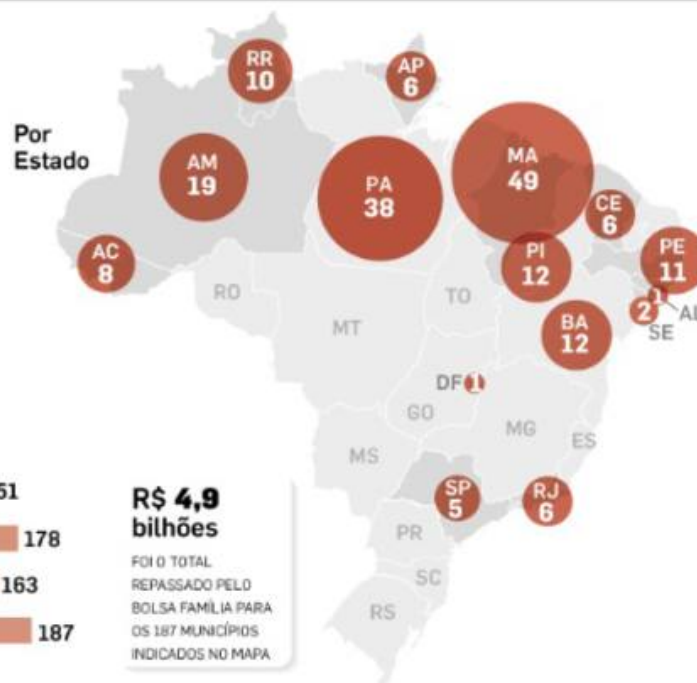 Por
Estado
RR
10
AP
6
AM
19
PA
38
MA
49
CE
6
AC
8
PI
12
PE
11
1
2
SE
BA
12
RO
TO
MT
DF 1
GO
MG
ES
MS
SP
5
RJ
6
PR
SC
RS
51
178
163
187
R$ 4,9
bilhões
FOI O TOTAL
REPASSADO PELO
BOLSA FAMÍLIA PARA
OS 187 MUNICÍPIOS
INDICADOS NO MAPA